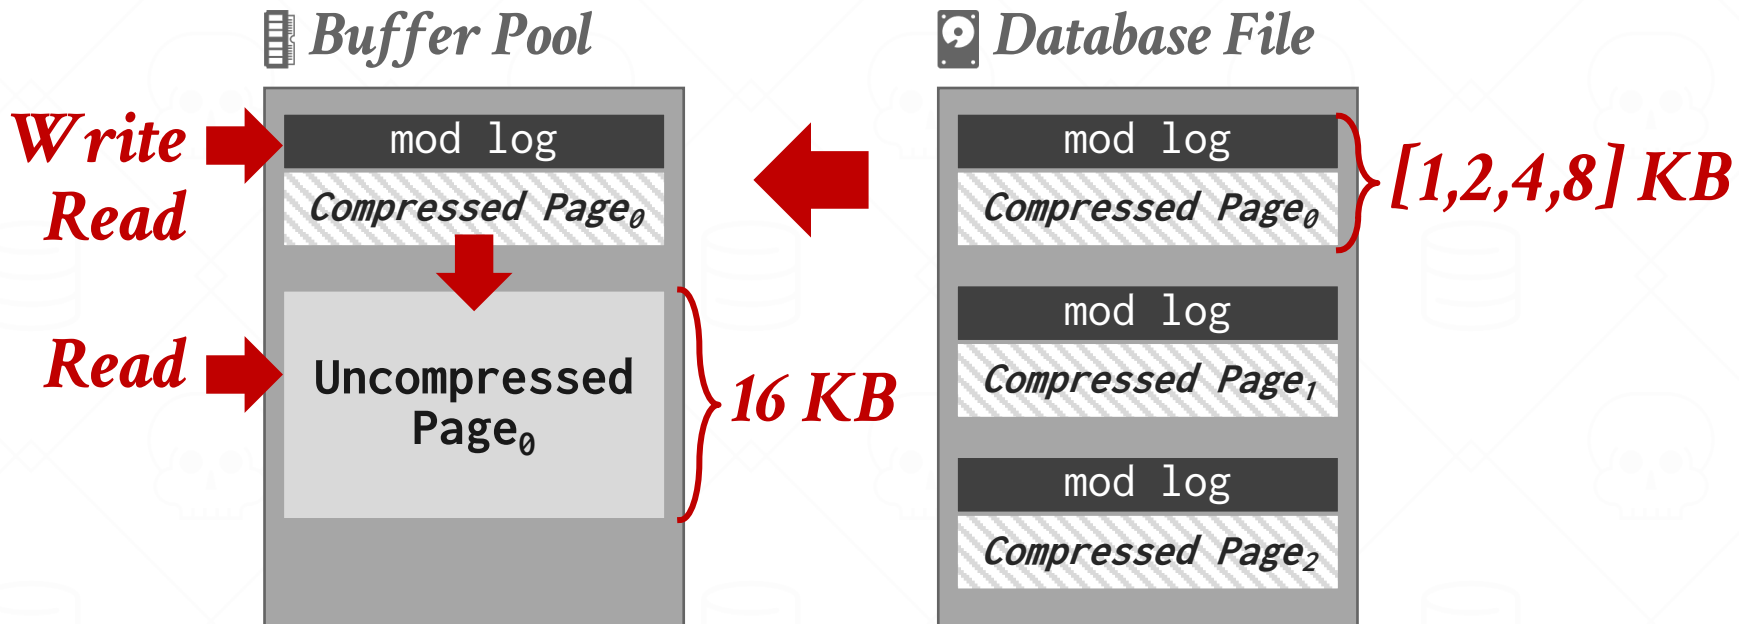 Buffer Pool
Database File
Write
Read
mod log
Compressed Page₀
Read
Uncompressed
Page₀
16 KB
mod log
Compressed Page₀
[1,2,4,8] KB
mod log
Compressed Page₁
mod log
Compressed Page₂